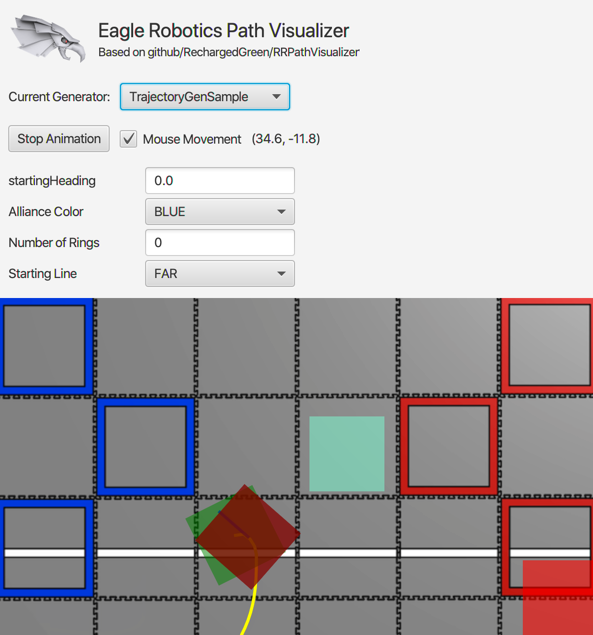 Eagle Robotics Path Visualizer
Based on github/RechargedGreen/RRPathVisualizer
Current Generator: TrajectoryGenSample
Stop Animation Mouse Movement (34.6, -11.8)
startingHeading 0.0
Alliance Color BLUE
Number of Rings 0
Starting Line FAR